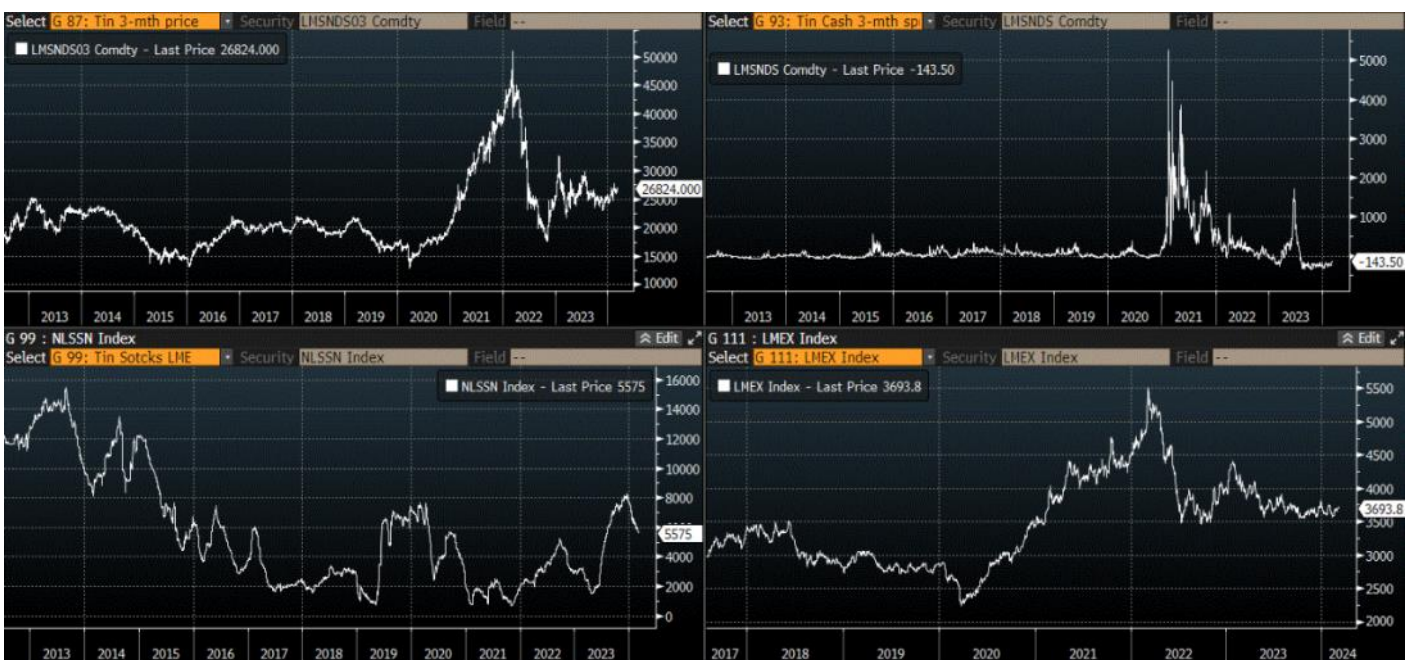 Select G 87: Tin 3-mth price Security LMSNDS03 Comdty Field --
LMSNDS03 Comdty - Last Price 26824.000
50000
45000
40000
35000
30000
26824.000
25000
20000
15000
10000
2013 2014 2015 2016 2017 2018 2019 2020 2021 2022 2023
Select G 93: Tin Cash 3-mth sp Security LMSNDS Comdty Field --
LMSNDS Comdty - Last Price -143.50
5000
4000
3000
2000
1000
-143.50
2013 2014 2015 2016 2017 2018 2019 2020 2021 2022 2023
G 99 : NLSSN Index Edit
Select G 99: Tin Sotcks LME Security NLSSN Index Field --
NLSSN Index - Last Price 5575
16000
14000
12000
10000
8000
5575
4000
2000
0
2013 2014 2015 2016 2017 2018 2019 2020 2021 2022 2023
G 111 : LMEX Index Edit
Select G 111: LMEX Index Security LMEX Index Field --
LMEX Index - Last Price 3693.8
5500
5000
4500
4000
3693.8
3500
3000
2500
2000
2017 2018 2019 2020 2021 2022 2023 2024